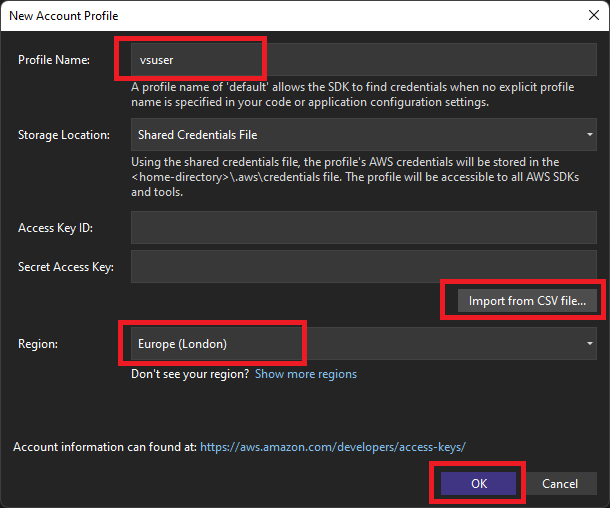 New Account Profile
Profile Name: vsuser
A profile name of 'default' allows the SDK to find credentials when no explicit profile
name is specified in your code or application configuration settings.
Storage Location: Shared Credentials File
Using the shared credentials file, the profile's AWS credentials will be stored in the
<home-directory>\.aws\credentials file. The profile will be accessible to all AWS SDKs
and tools.
Access Key ID:
Secret Access Key:
Import from CSV file...
Region: Europe (London)
Don't see your region? Show more regions
Account information can found at: https://aws.amazon.com/developers/access-keys/
OK Cancel